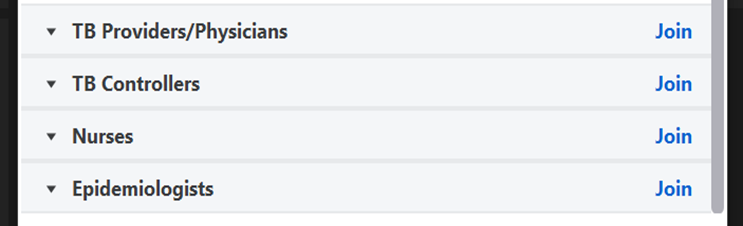 TB Providers/Physicians Join
TB Controllers Join
Nurses Join
Epidemiologists Join